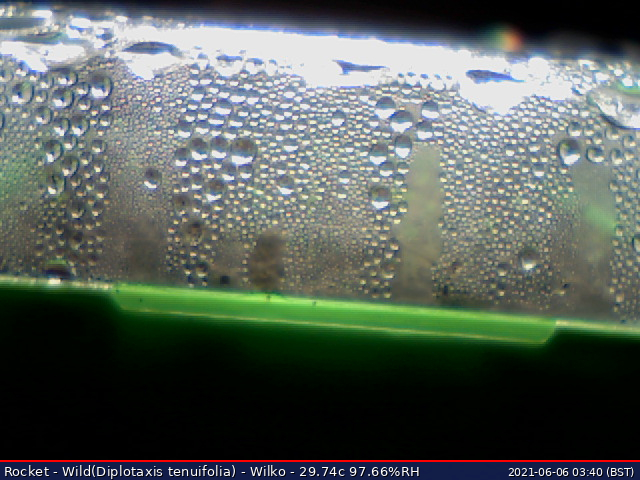 Rocket - Wild(Diplotaxis tenuifolia) - Wilko - 29.74c 97.66%RH
2021-06-06 03:40 (BST)